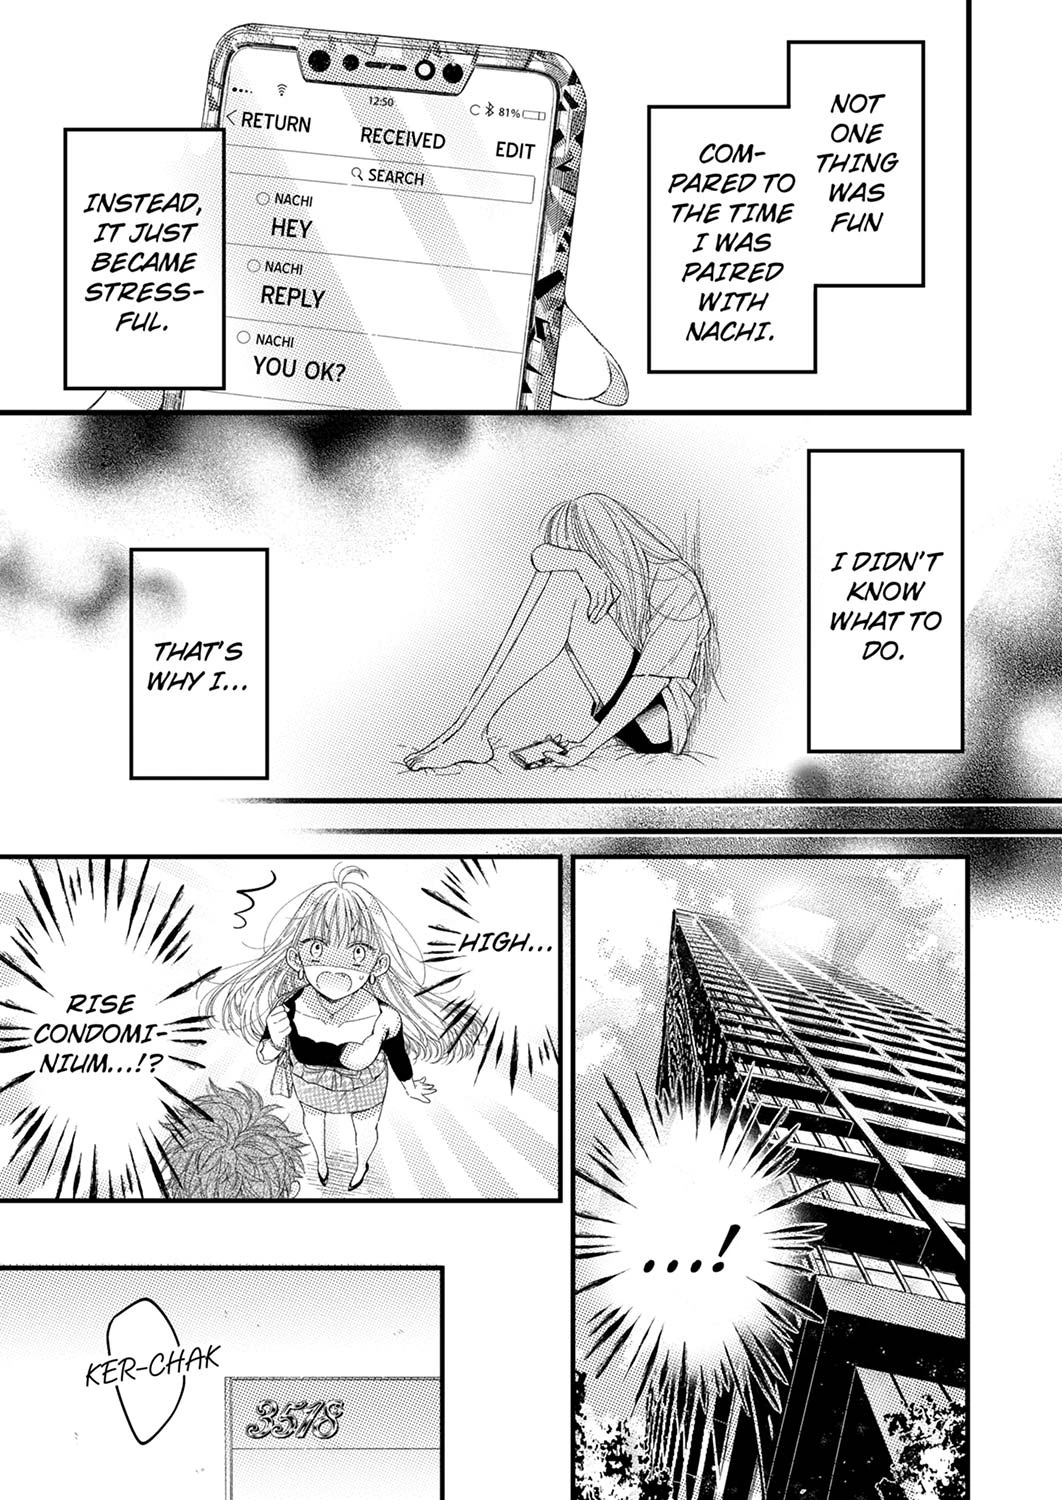 NOT
ONE
THING
WAS
FUN
COM-
PARED TO
THE TIME
I WAS
PAIRED
WITH
NACHI.
12:50
81%
RETURN
RECEIVED
EDIT
SEARCH
NACHI
HEY
NACHI
REPLY
NACHI
YOU OK?
INSTEAD,
IT JUST
BECAME
STRESS-
FUL.
I DIDN'T
KNOW
WHAT TO
DO.
THAT'S
WHY I...
....!
HIGH...
RISE
CONDOMI-
NIUM...!?
KER-CHAK
3518